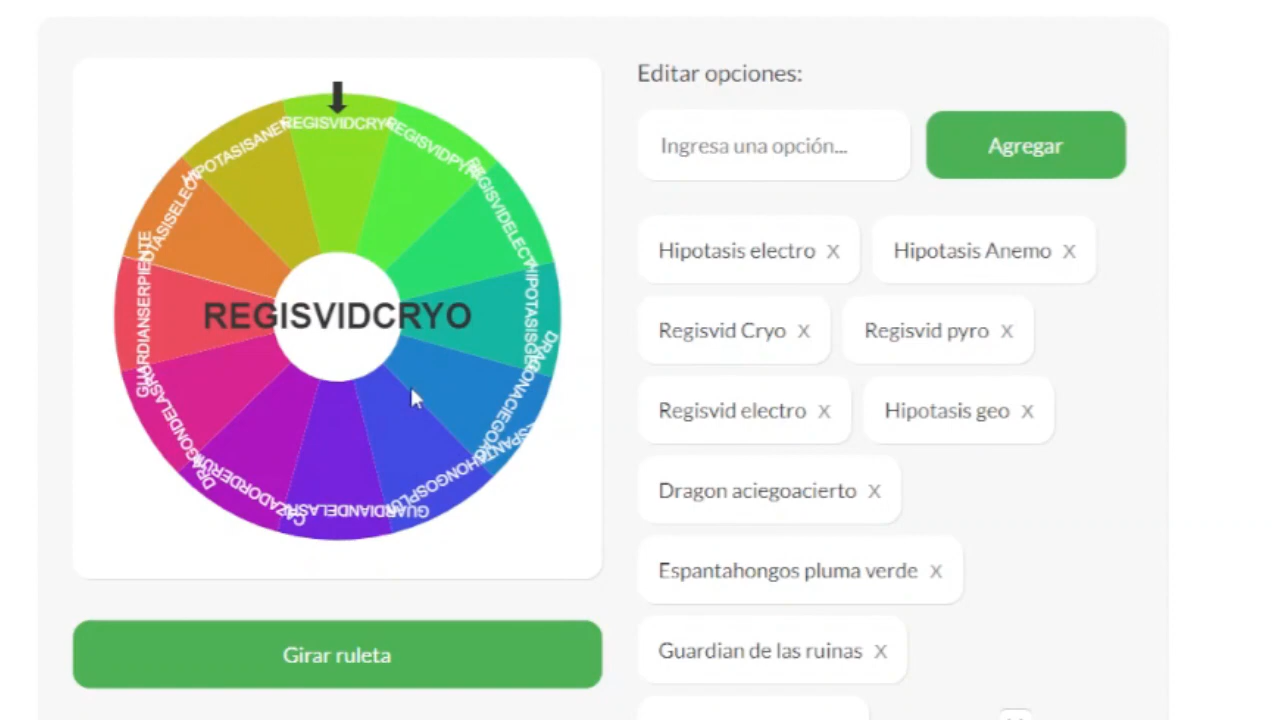 Editar opciones:
Ingresa una opción...
Agregar
REGISVIDCRYO
Hipotasis electro X
Hipotasis Anemo X
Regisvid Cryo X
Regisvid pyro X
Regisvid electro X
Hipotasis geo X
Dragon aciegoacierto X
Espantahongos pluma verde X
Guardian de las ruinas X
GUARDIANSERPIENTE
Girar ruleta